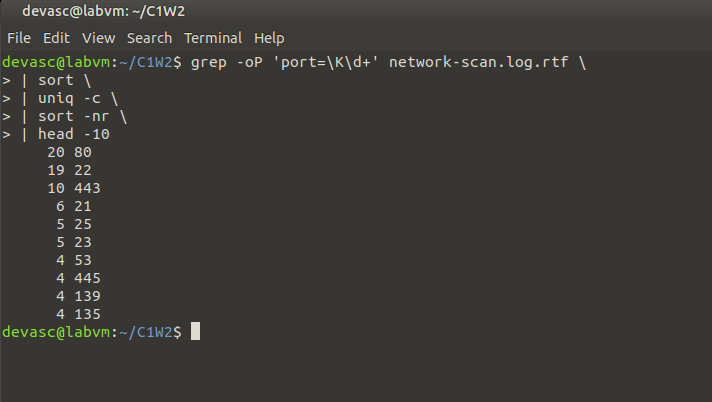 devasc@labvm: ~/C1W2
File Edit View Search Terminal Help
devasc@labvm:~/C1W2$ grep -oP 'port=\K\d+' network-scan.log.rtf \
> | sort \
> | uniq -c \
> | sort -nr \
> | head -10
     20 80
     19 22
     10 443
      6 21
      5 25
      5 23
      4 53
      4 445
      4 139
      4 135
devasc@labvm:~/C1W2$